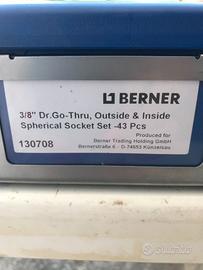 BERNER
3/8" Dr.Go-Thru, Outside & Inside
Spherical Socket Set -43 Pcs
Produced for
130708
Berner Trading Holding GmbH
Bernerstraße 6 · D-74653 Künzelsau
subito